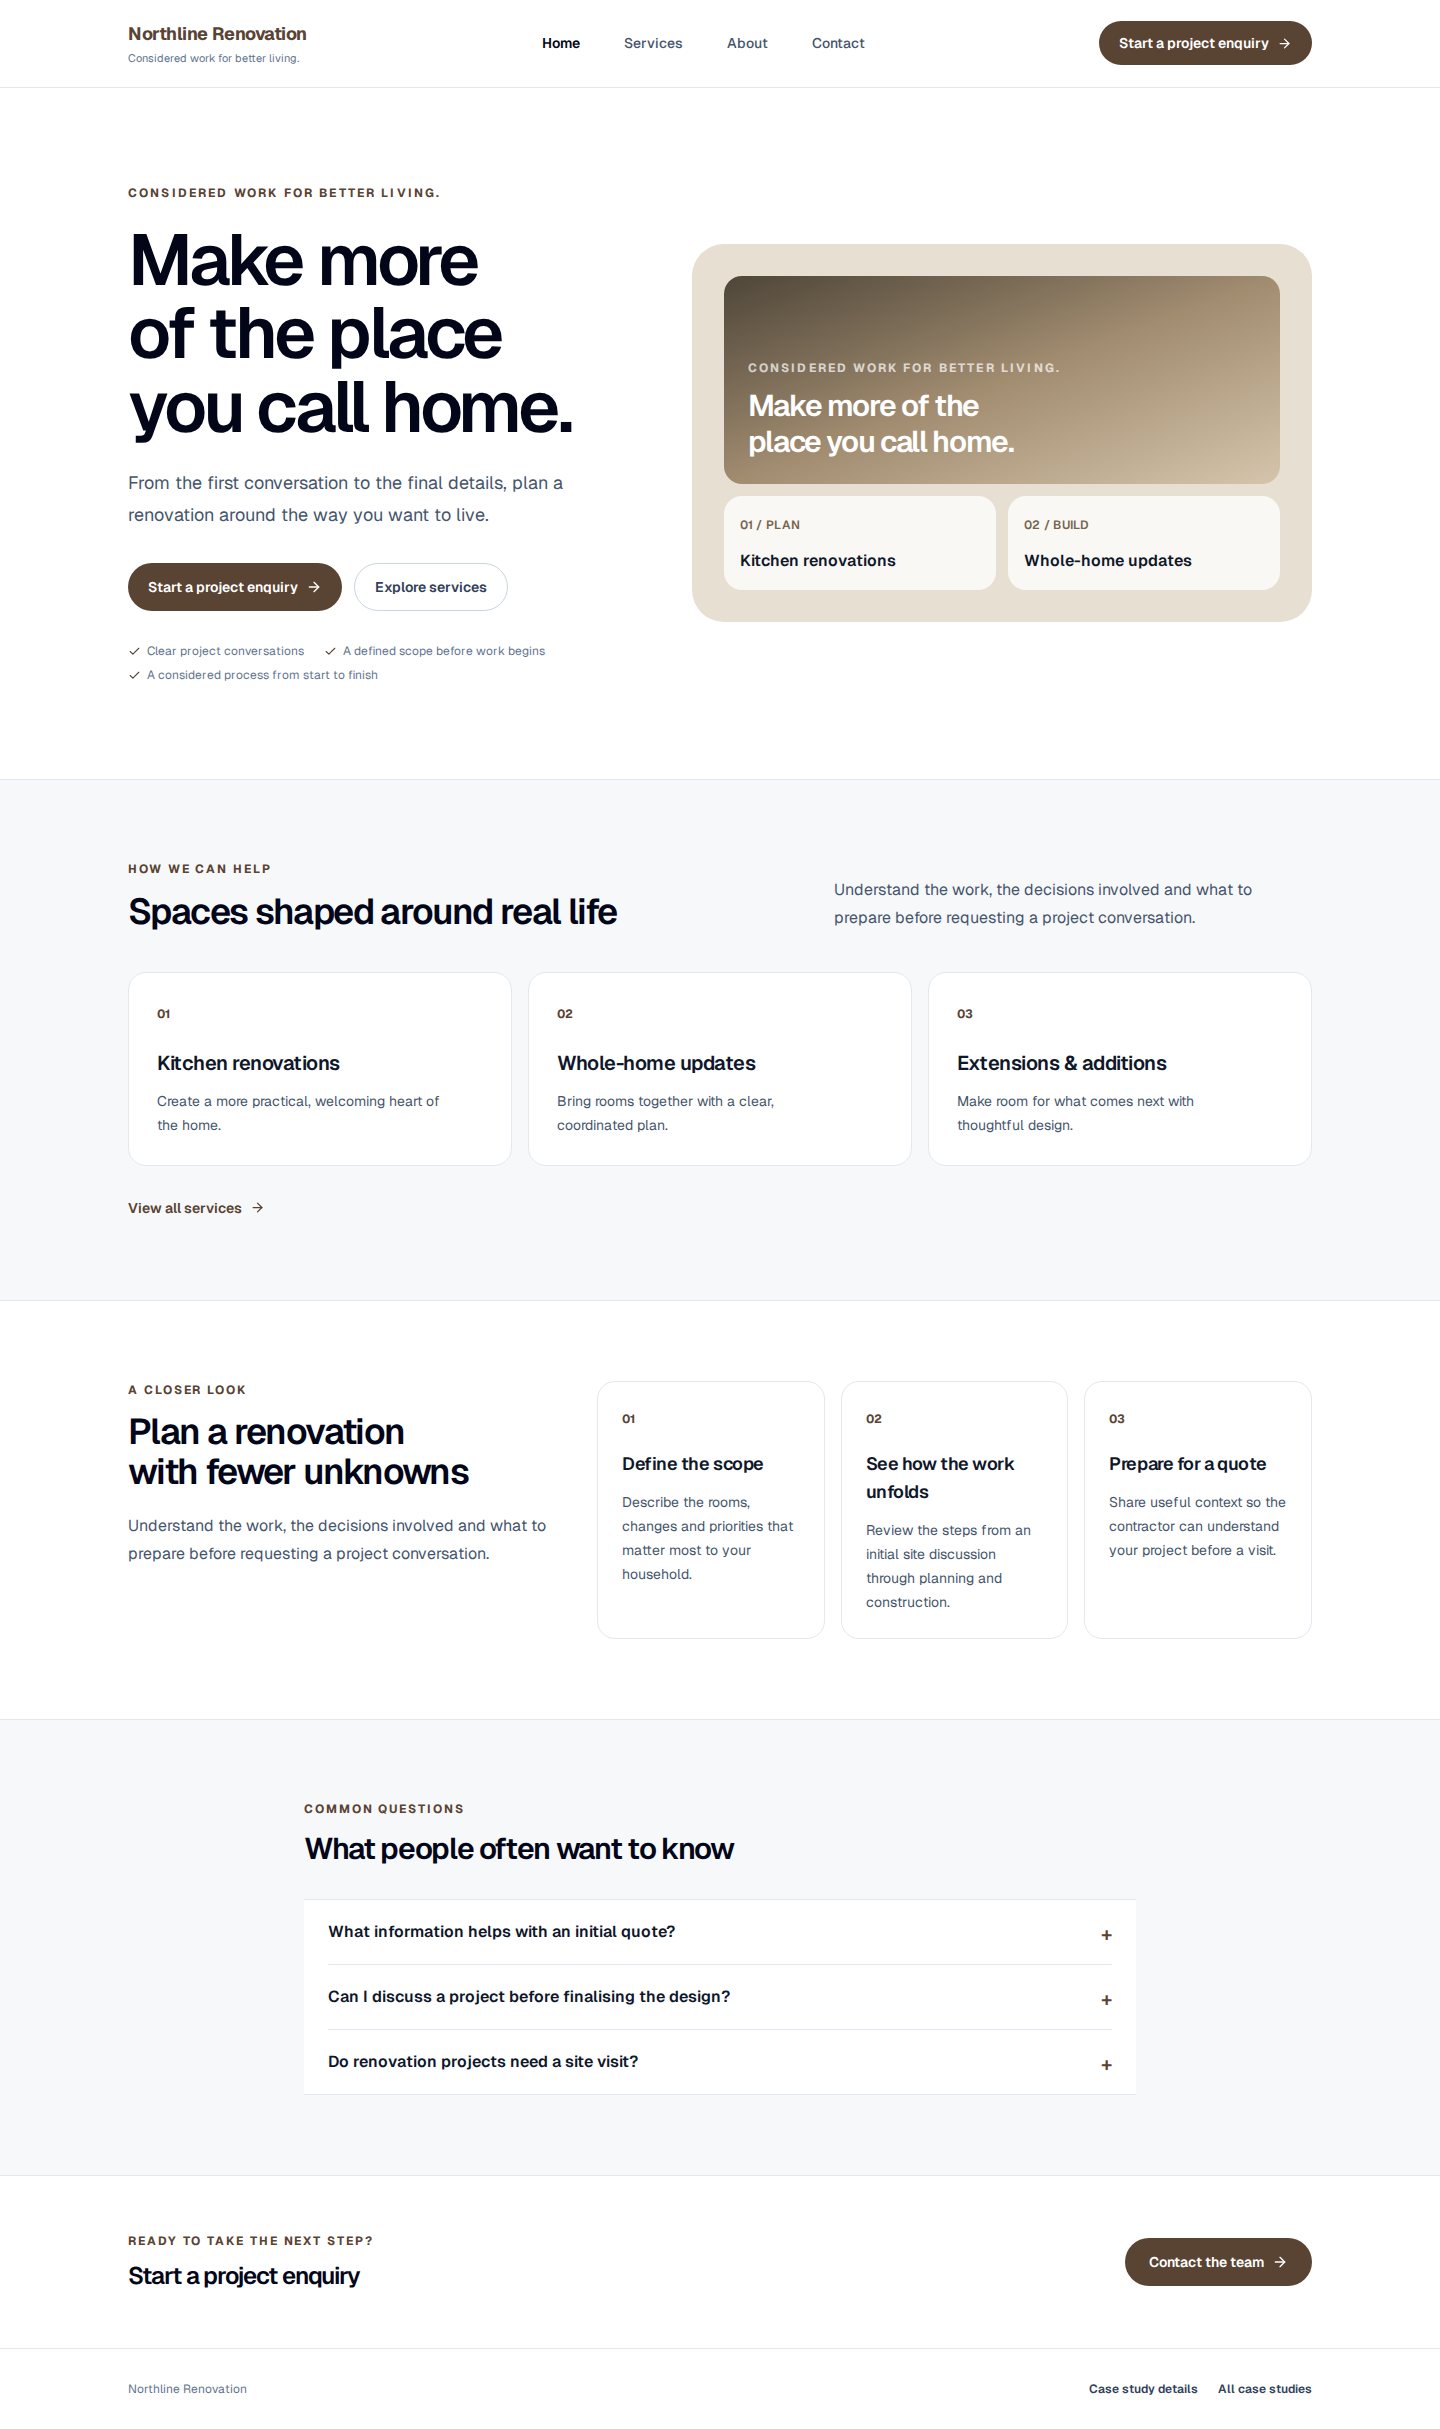 Northline Renovation
Considered work for better living.
Home Services About Contact
Start a project enquiry →
CONSIDERED WORK FOR BETTER LIVING.
Make more
of the place
you call home.
From the first conversation to the final details, plan a
renovation around the way you want to live.
Start a project enquiry →
Explore services
✓ Clear project conversations ✓ A defined scope before work begins
✓ A considered process from start to finish
CONSIDERED WORK FOR BETTER LIVING.
Make more of the
place you call home.
01 / PLAN
Kitchen renovations
02 / BUILD
Whole-home updates
HOW WE CAN HELP
Spaces shaped around real life
Understand the work, the decisions involved and what to
prepare before requesting a project conversation.
01
Kitchen renovations
Create a more practical, welcoming heart of
the home.
02
Whole-home updates
Bring rooms together with a clear,
coordinated plan.
03
Extensions & additions
Make room for what comes next with
thoughtful design.
View all services →
A CLOSER LOOK
Plan a renovation
with fewer unknowns
Understand the work, the decisions involved and what to
prepare before requesting a project conversation.
01
Define the scope
Describe the rooms,
changes and priorities that
matter most to your
household.
02
See how the work
unfolds
Review the steps from an
initial site discussion
through planning and
construction.
03
Prepare for a quote
Share useful context so the
contractor can understand
your project before a visit.
COMMON QUESTIONS
What people often want to know
What information helps with an initial quote? +
Can I discuss a project before finalising the design? +
Do renovation projects need a site visit? +
READY TO TAKE THE NEXT STEP?
Start a project enquiry
Contact the team →
Northline Renovation
Case study details All case studies